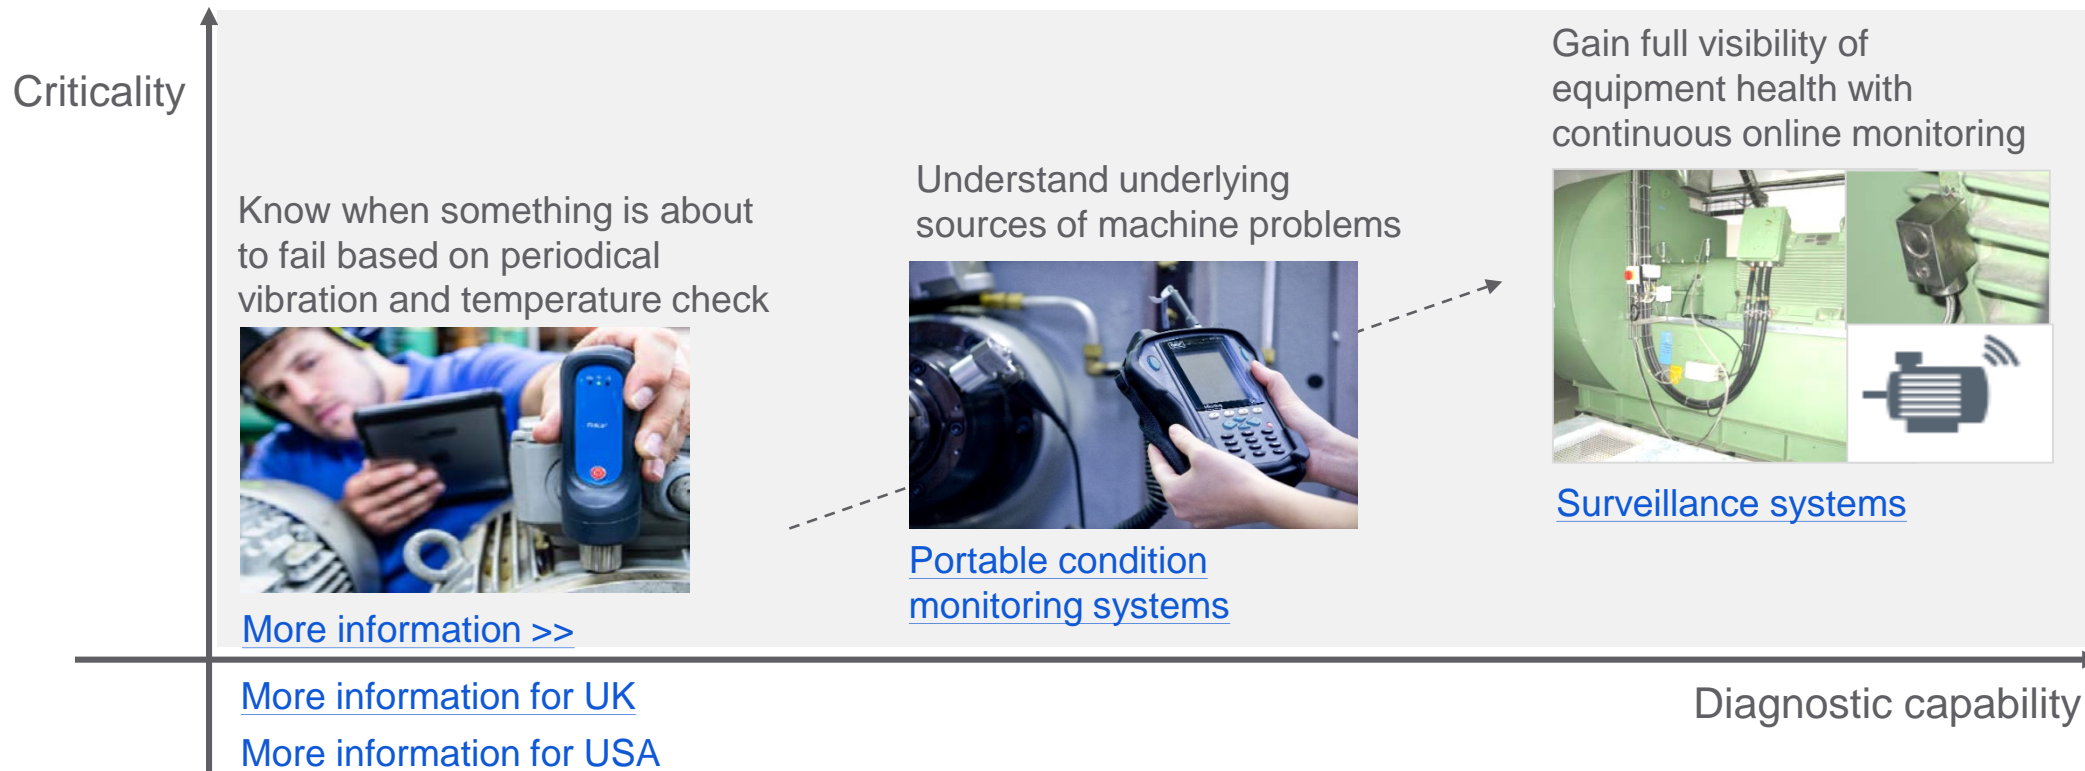 Criticality
Know when something is about
to fail based on periodical
vibration and temperature check
More information >>
More information for UK
More information for USA
Understand underlying
sources of machine problems
Portable condition
monitoring systems
Gain full visibility of
equipment health with
continuous online monitoring
Surveillance systems
Diagnostic capability